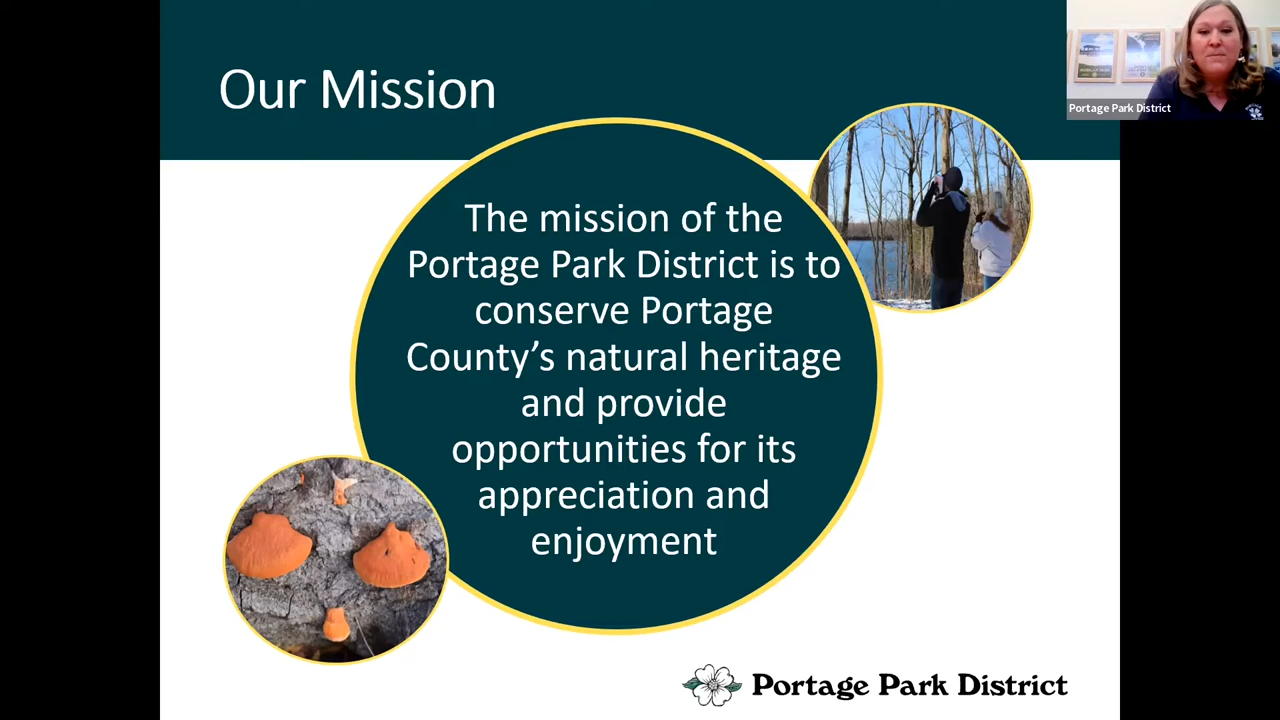 Our Mission
Portage Park District
The mission of the
Portage Park District is to
conserve Portage
County’s natural heritage
and provide
opportunities for its
appreciation and
enjoyment
Portage Park District